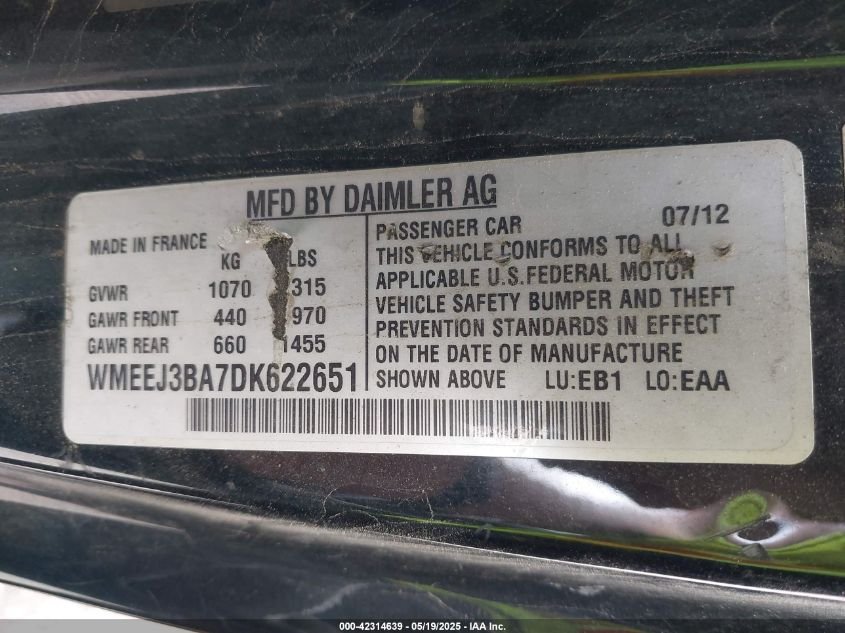 MFD BY DAIMLER AG
MADE IN FRANCE
KG LBS
GVWR 1070 315
GAWR FRONT 440 970
GAWR REAR 660 1455
WMEEJ3BA7DK622651
PASSENGER CAR 07/12
THIS VEHICLE CONFORMS TO ALL
APPLICABLE U.S.FEDERAL MOTOR
VEHICLE SAFETY BUMPER AND THEFT
PREVENTION STANDARDS IN EFFECT
ON THE DATE OF MANUFACTURE
SHOWN ABOVE LU:EB1 LO:EAA
000-42314639 - 05/19/2025 - IAA Inc.